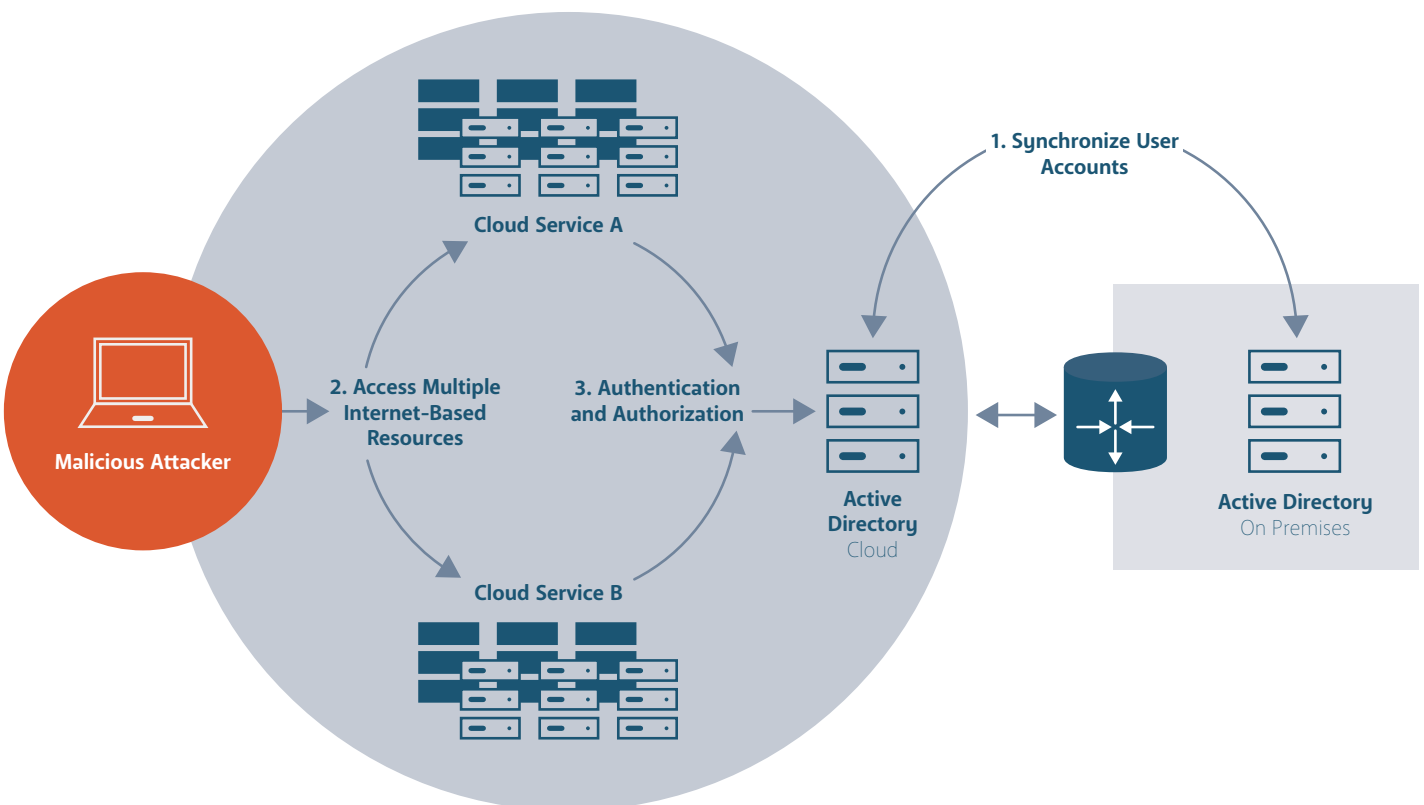 1. Synchronize User
Accounts
Cloud Service A
Malicious Attacker
2. Access Multiple
Internet-Based
Resources
3. Authentication
and Authorization
Active
Directory
Cloud
Active Directory
On Premises
Cloud Service B